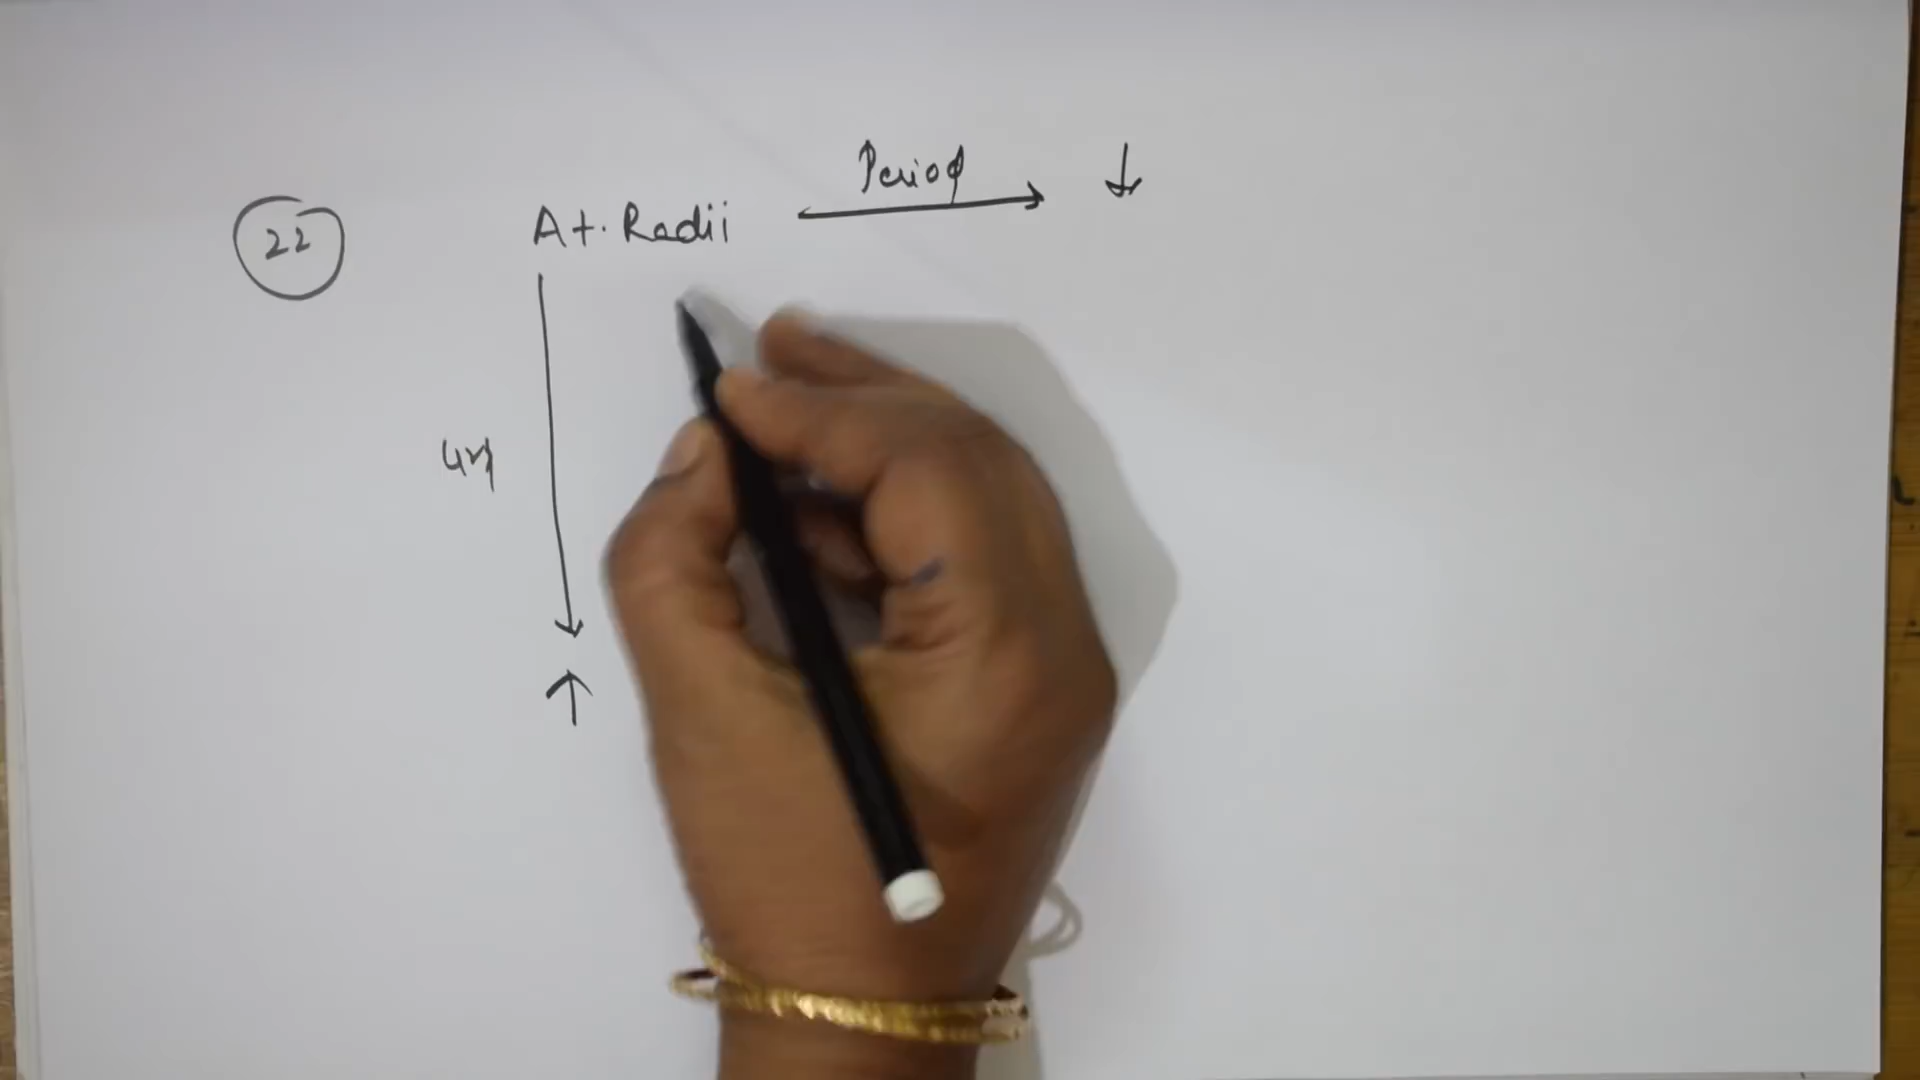 Period ↓
22 At. Radii
↑